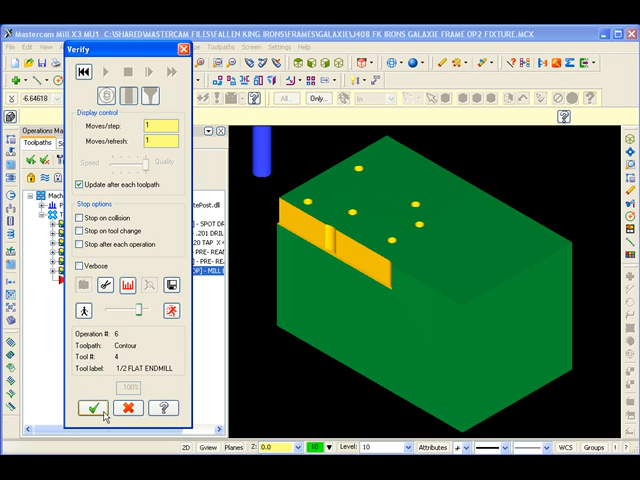 Mastercam Mill X3 MU1 C:\SHARED\MASTERCAM FILES\FALLEN KING IRONS\FRAMES\GALAXIE\J408 FK IRONS GALAXIE FRAME OP2 FIXTURE.MCX
File
Toolpaths
Screen
Settings
Help
Verify
-6.64618
All...
Only...
Operations Ma
Toolpaths
Display control
Moves/step: 1
Moves/refresh: 1
Speed
Quality
Update after each toolpath
Stop options
Stop on collision
Stop on tool change
Stop after each operation
Verbose
Operation #: 6
Toolpath: Contour
Tool #: 4
Tool label: 1/2 FLAT ENDMILL
100%
Mach
atePost.dll
- SPOT D
.201 DRIL
20 TAP X
- PRE- REA
- PRE- REA
- MILL
2D
Gview
Planes
Z: 0.0
10
Level: 10
Attributes
WCS
Groups